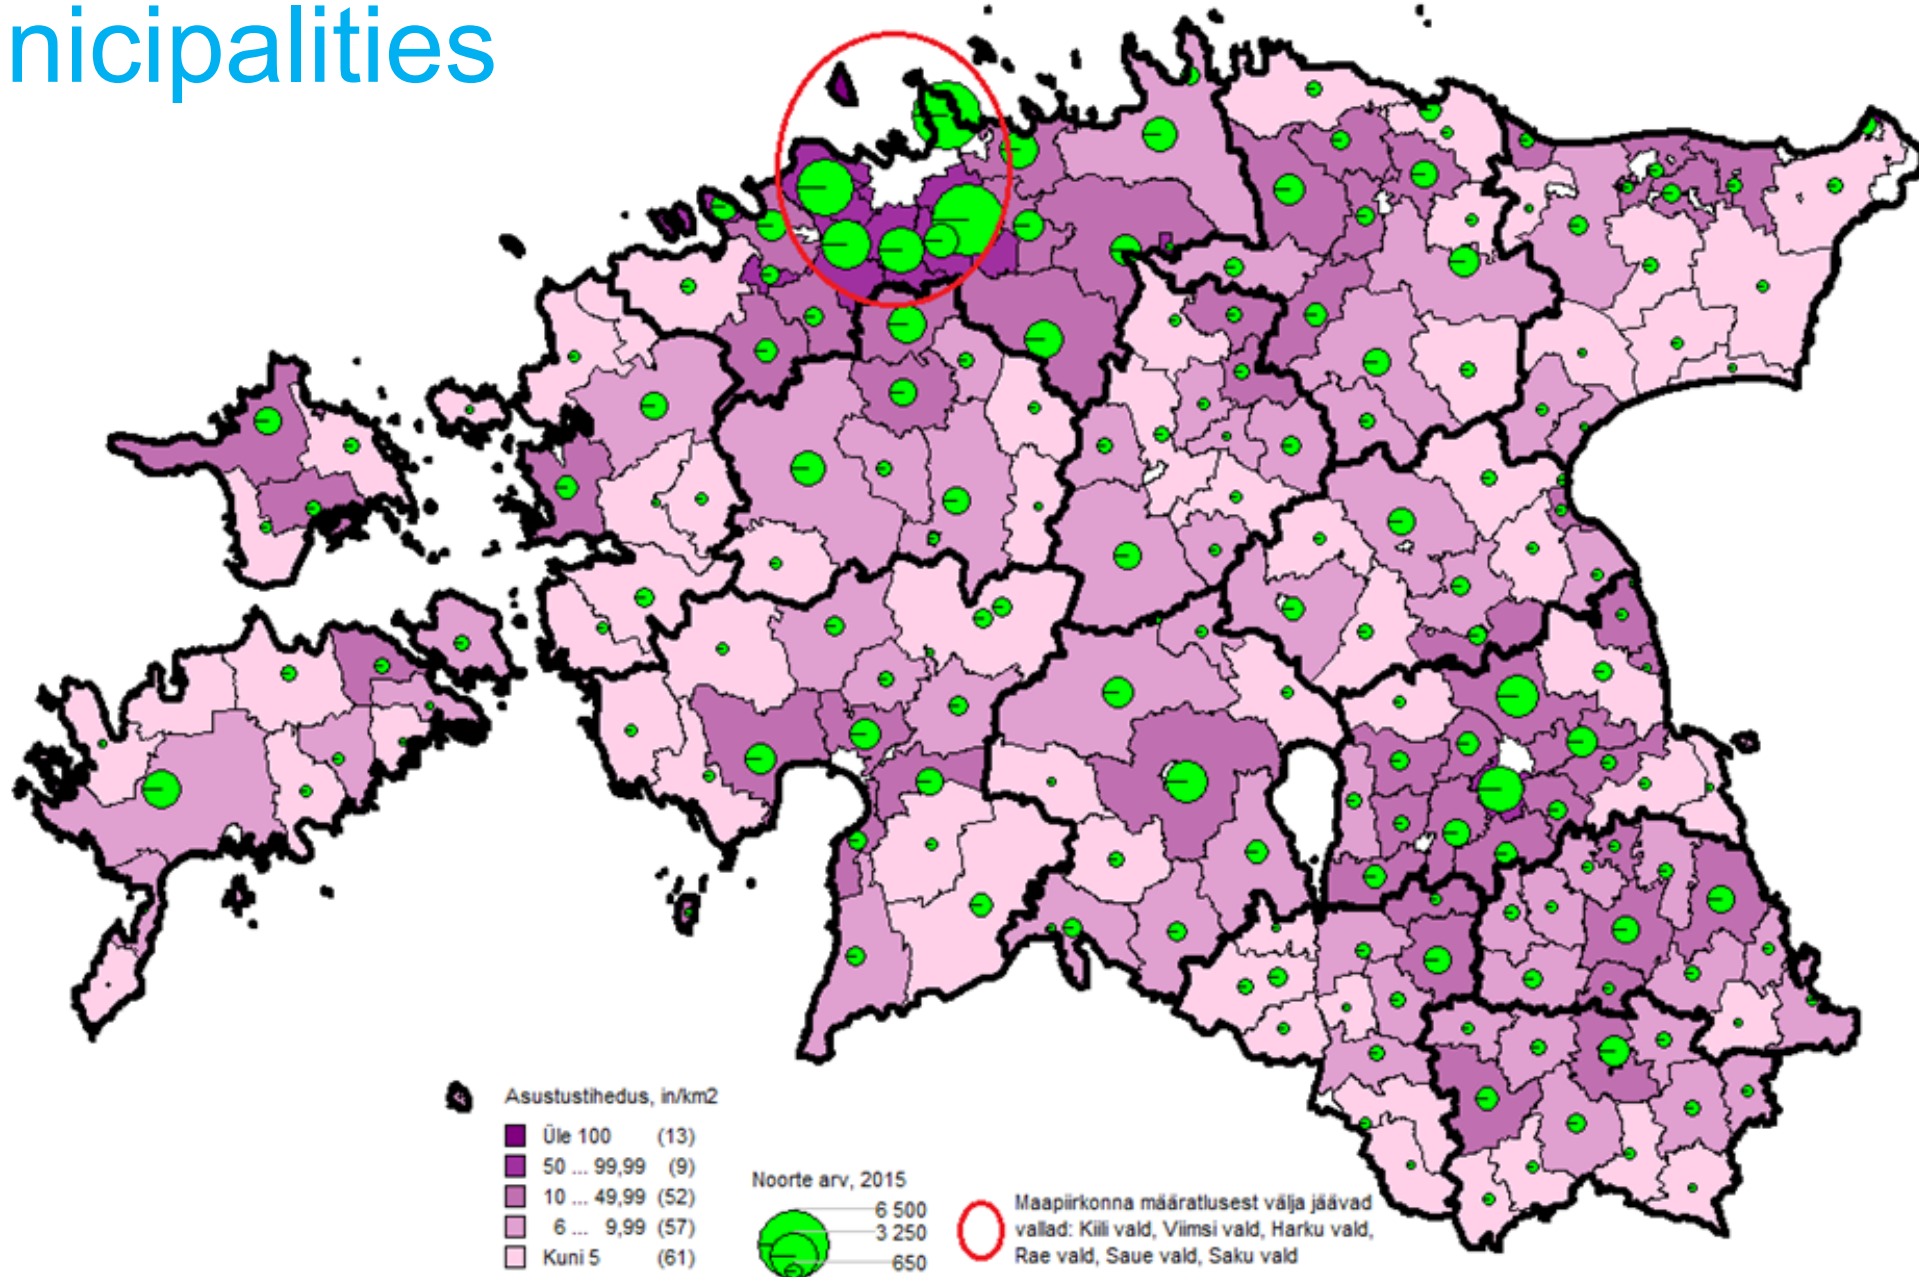 nicipalities
Asustustihedus, in/km2
Üle 100 (13)
50 ... 99,99 (9)
10 ... 49,99 (52)
6 ... 9,99 (57)
Kuni 5 (61)
Noorte arv, 2015
6 500
3 250
650
Maapiirkonna määratlusest välja jäävad
vallad: Kiili vald, Viimsi vald, Harku vald,
Rae vald, Saue vald, Saku vald